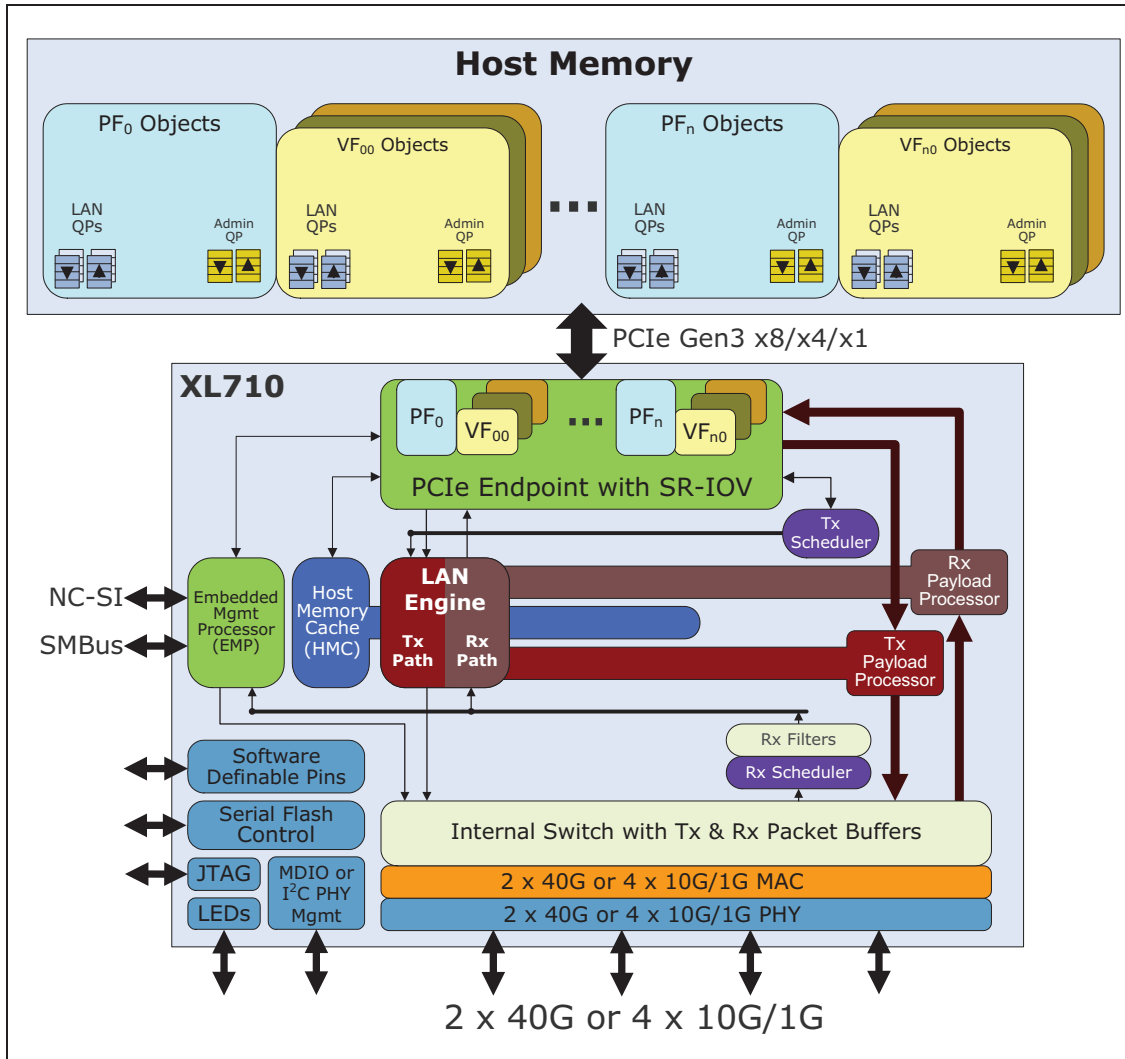 Host Memory
PF0 Objects
VF00 Objects
LAN
QPs
Admin
QP
LAN
QPs
Admin
QP
PFn Objects
VFn0 Objects
LAN
QPs
Admin
QP
LAN
QPs
Admin
QP
PCIe Gen3 x8/x4/x1
XL710
PF0
VF00
PFn
VFn0
PCIe Endpoint with SR-IOV
Tx
Scheduler
Rx
Payload
Processor
NC-SI
SMBus
Embedded
Mgmt
Processor
(EMP)
Host
Memory
Cache
(HMC)
LAN
Engine
Tx
Path
Rx
Path
Tx
Payload
Processor
Rx Filters
Rx Scheduler
Software
Definable Pins
Serial Flash
Control
JTAG
LEDs
MDIO or
I²C PHY
Mgmt
Internal Switch with Tx & Rx Packet Buffers
2 x 40G or 4 x 10G/1G MAC
2 x 40G or 4 x 10G/1G PHY
2 x 40G or 4 x 10G/1G